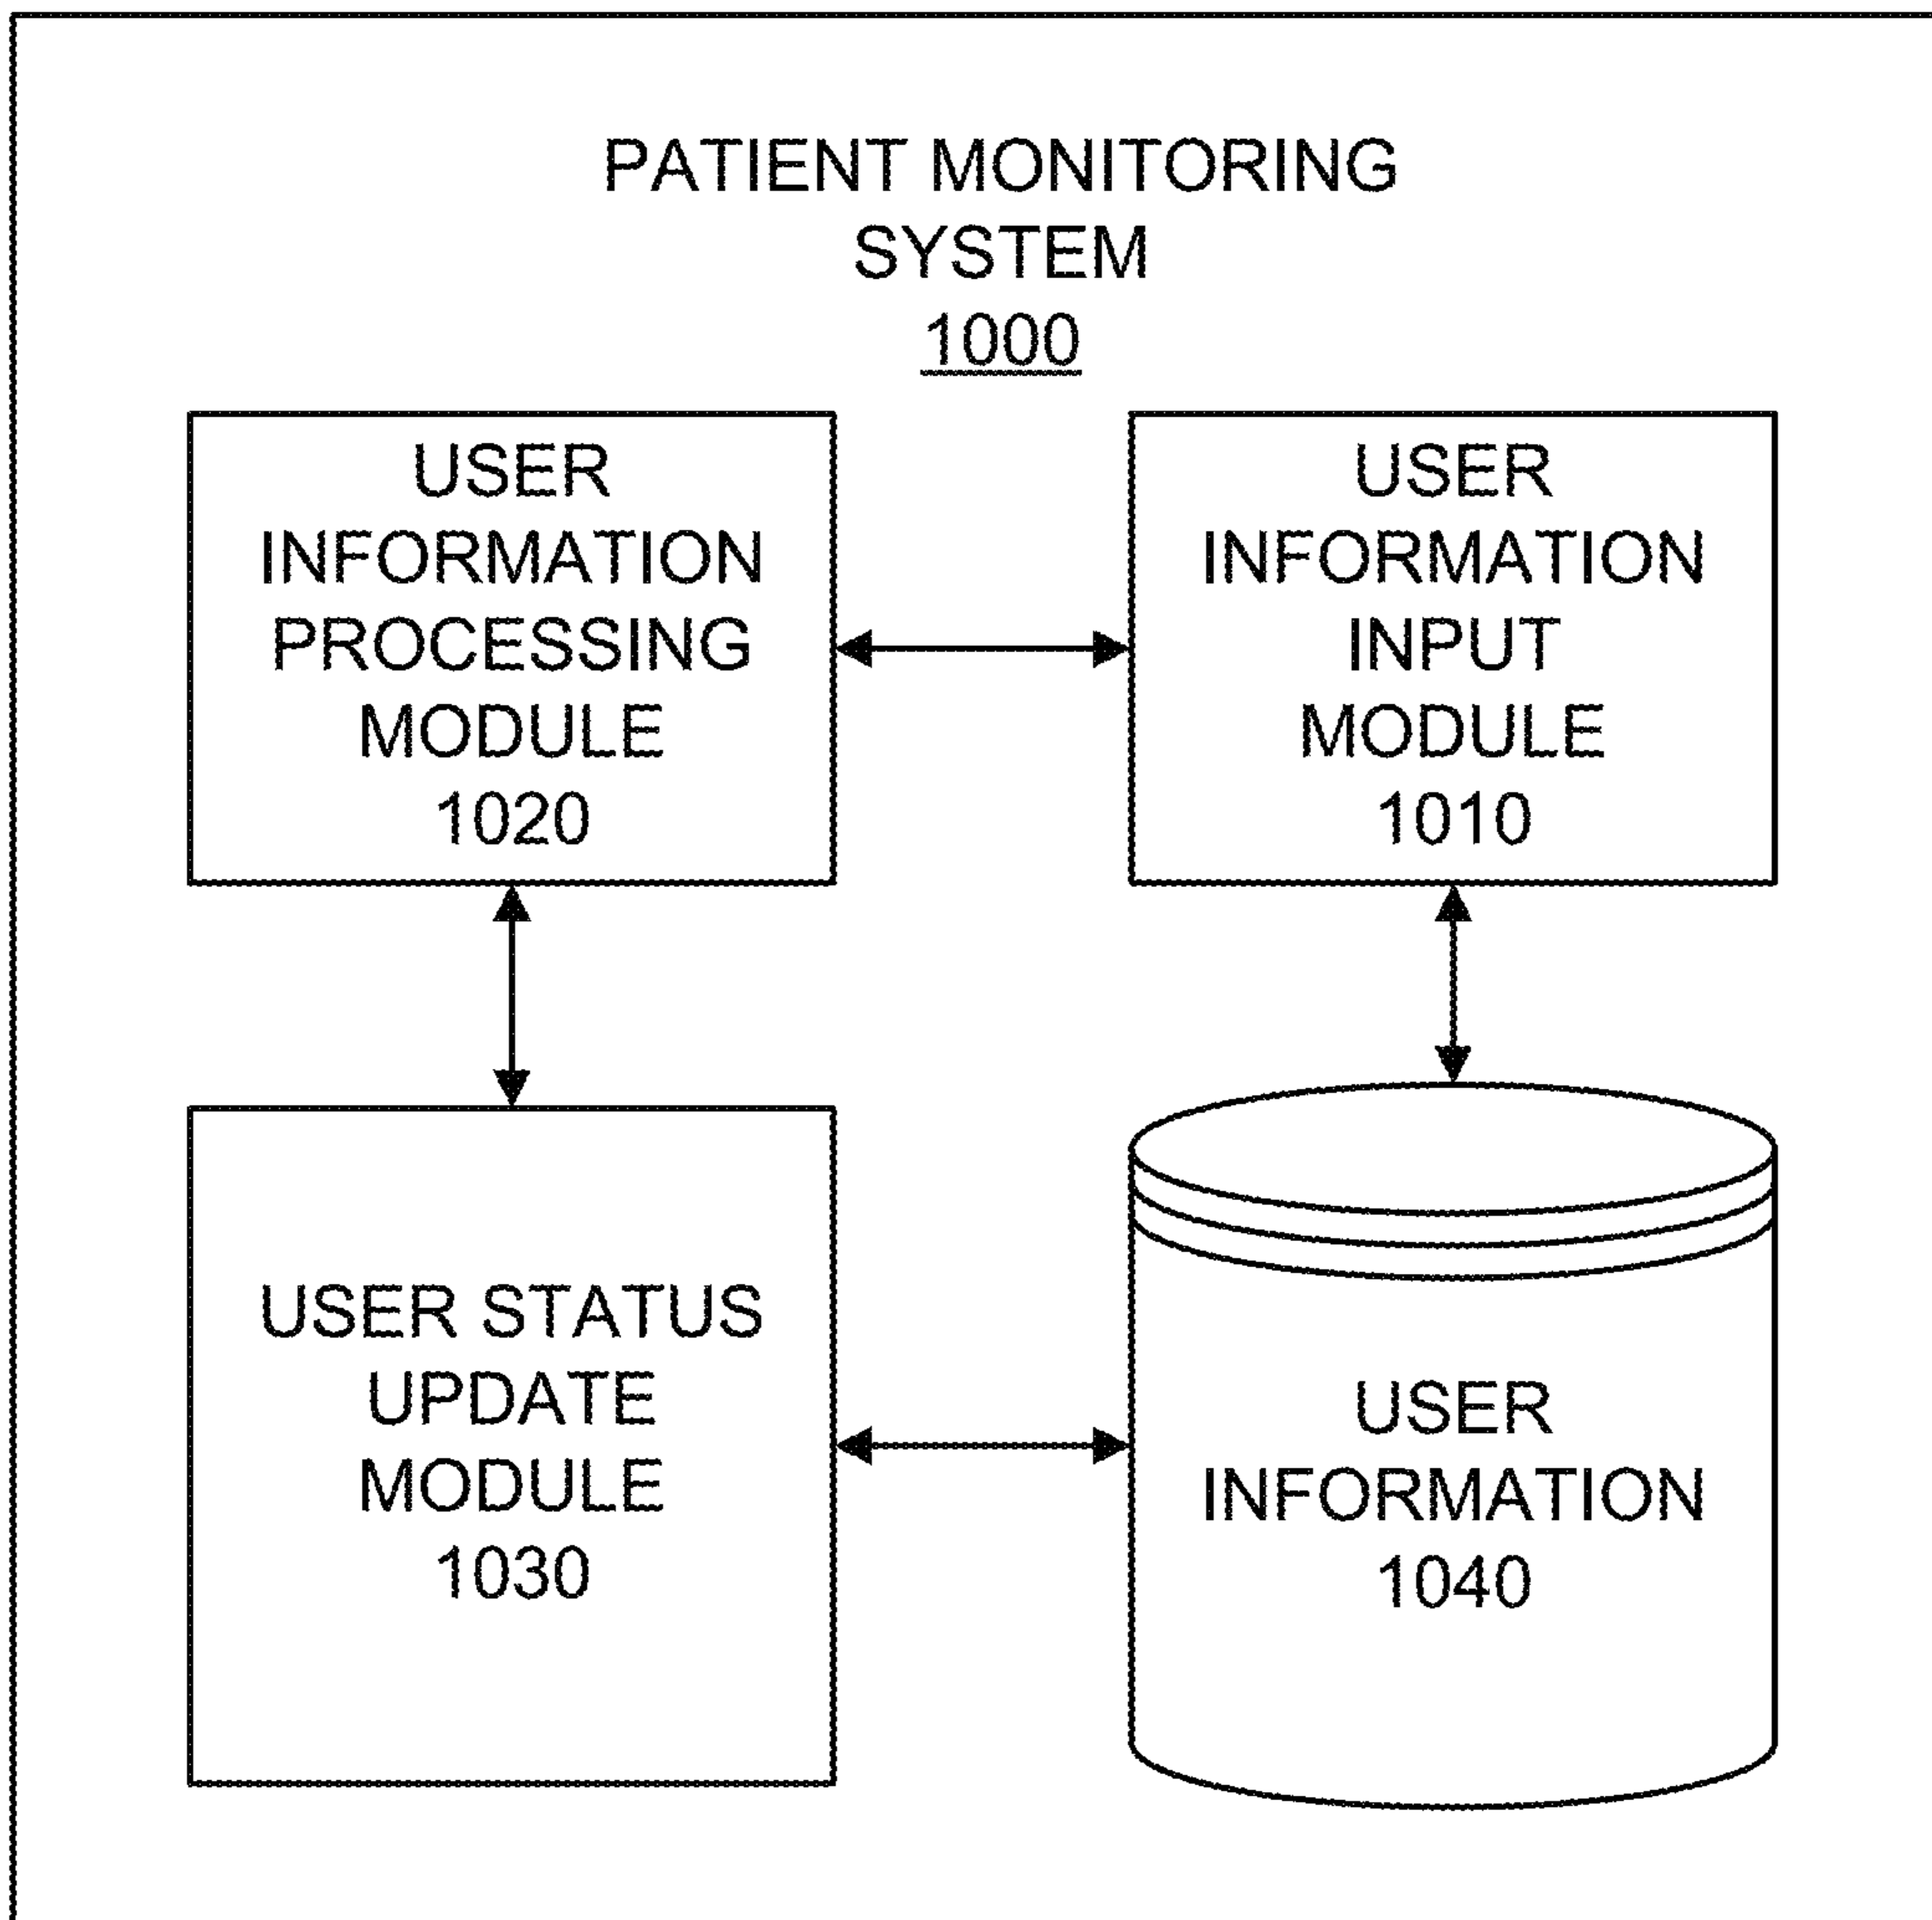 PATIENT MONITORING
SYSTEM
1000
USER
INFORMATION
PROCESSING
MODULE
1020
USER
INFORMATION
INPUT
MODULE
1010
USER STATUS
UPDATE
MODULE
1030
USER
INFORMATION
1040